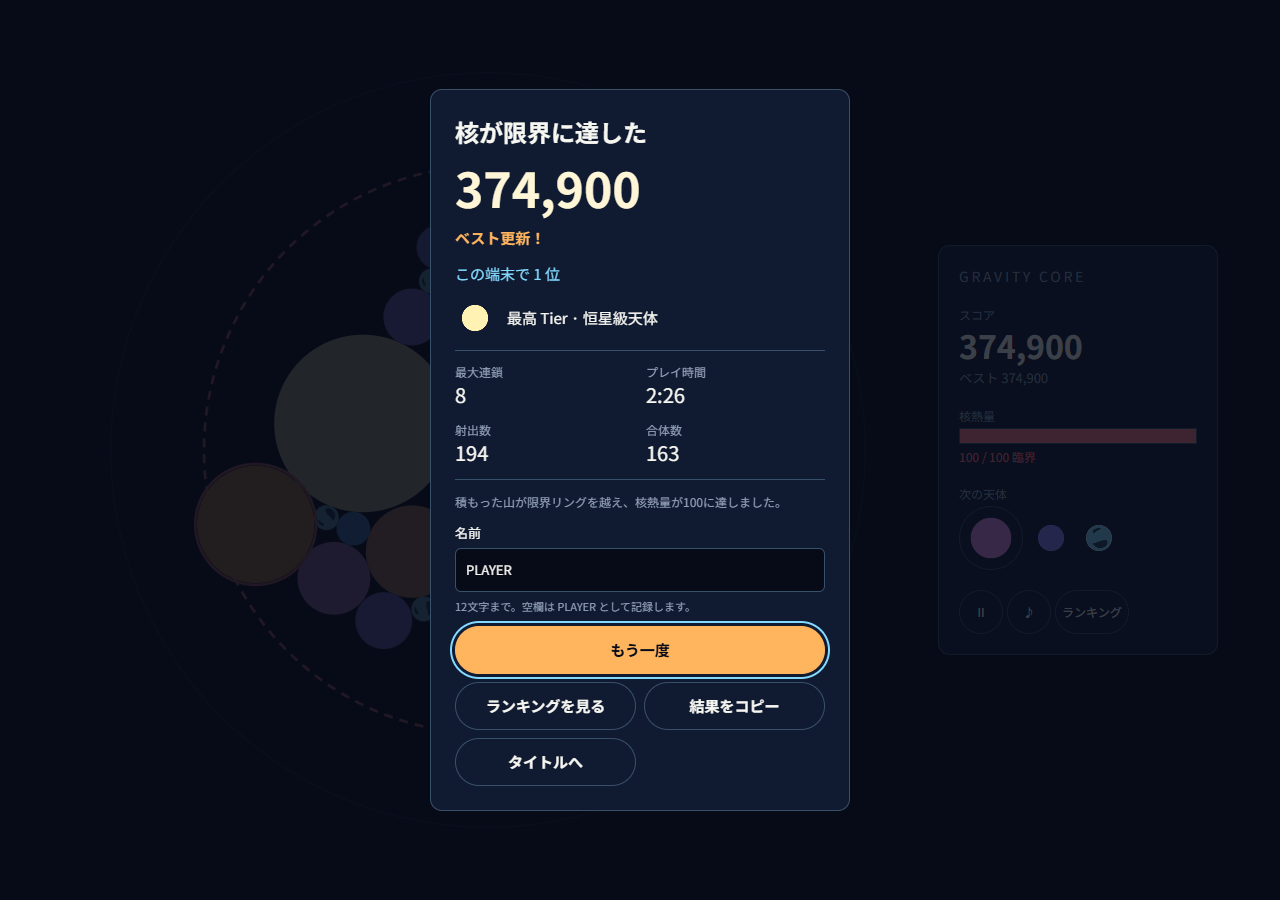 核が限界に達した
374,900
ベスト更新！
この端末で 1 位
最高 Tier · 恒星級天体
最大連鎖
8
プレイ時間
2:26
射出数
194
合体数
163
積もった山が限界リングを越え、核熱量が100に達しました。
名前
PLAYER
12文字まで。空欄は PLAYER として記録します。
もう一度
ランキングを見る
結果をコピー
タイトルへ
GRAVITY CORE
スコア
374,900
ベスト 374,900
核熱量
100 / 100 臨界
次の天体
ランキング